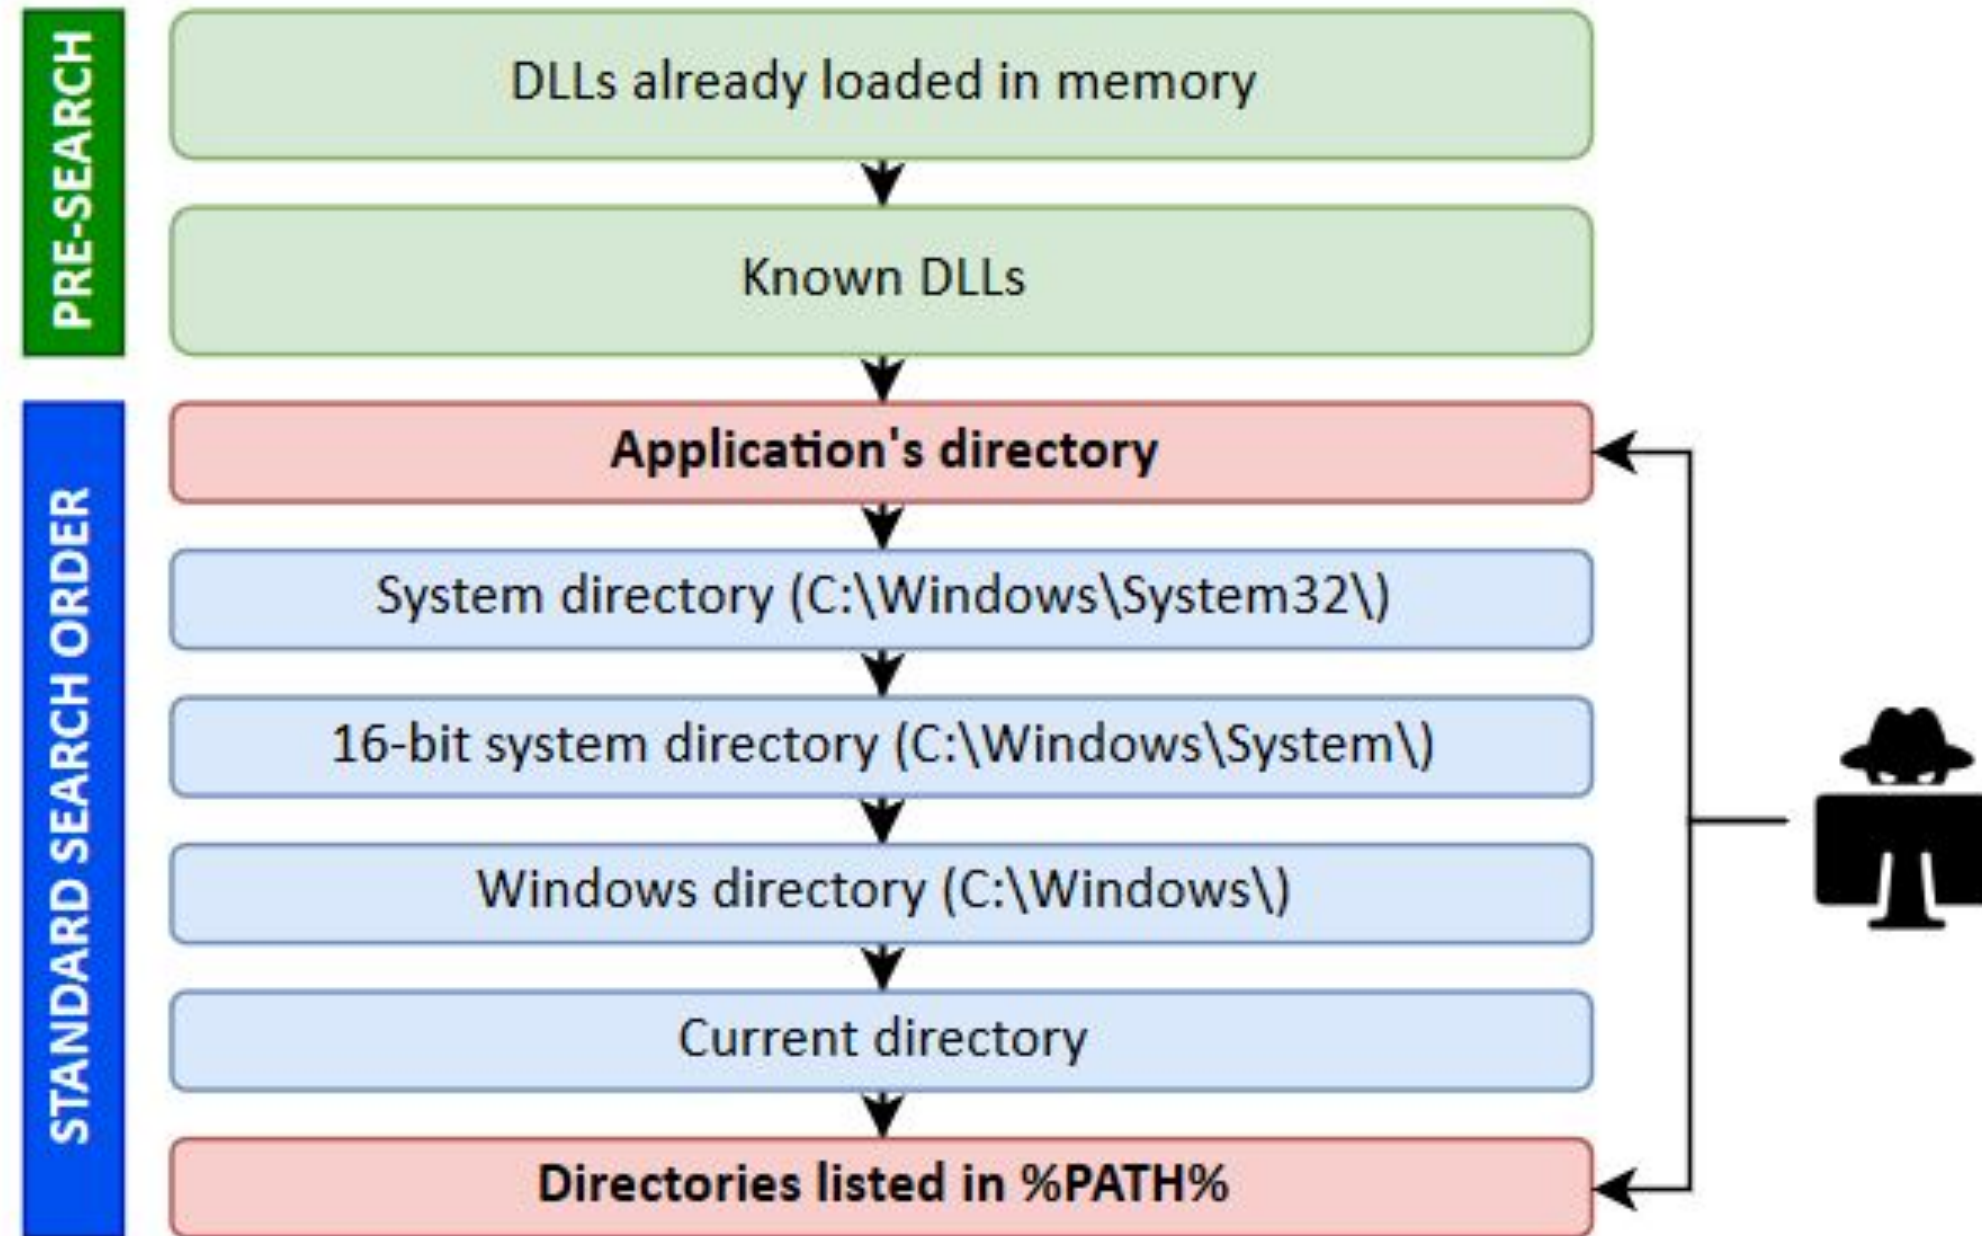 PRE-SEARCH
DLLs already loaded in memory
Known DLLs
STANDARD SEARCH ORDER
Application's directory
System directory (C:\Windows\System32\)
16-bit system directory (C:\Windows\System\)
Windows directory (C:\Windows\)
Current directory
Directories listed in %PATH%